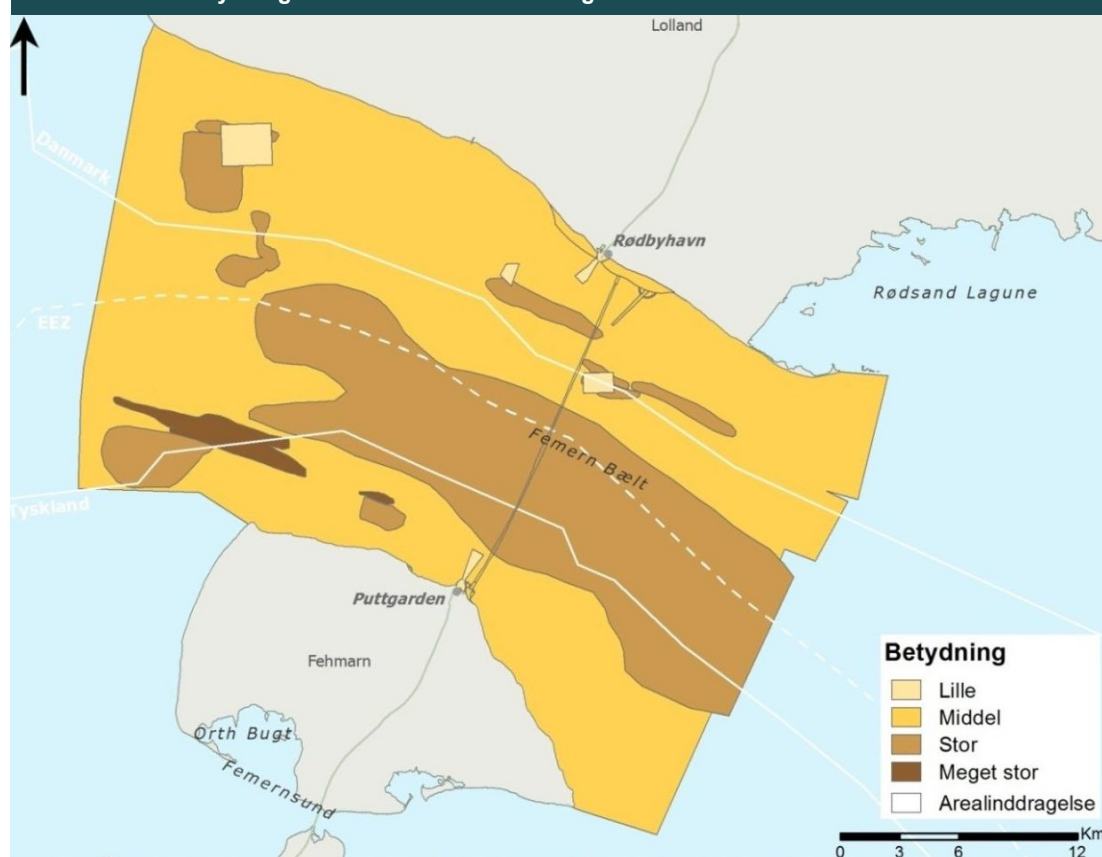 Lolland
Danmark
Rødbyhavn
Rødsand Lagune
EEZ
Femern Bælt
Tyskland
Puttgarden
Fehmarn
Orth Bugt
Femernsund
Betydning
Lille
Middel
Stor
Meget stor
Arealinddragelse
Km
0 3 6 12